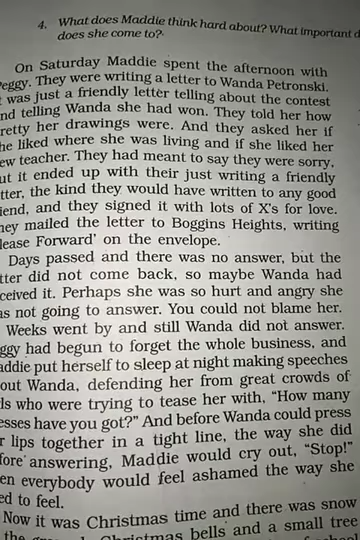 4. What does Maddie think hard about? What important d
does she come to?
On Saturday Maddie spent the afternoon with
eggy. They were writing a letter to Wanda Petronski.
t was just a friendly letter telling about the contest
nd telling Wanda she had won. They told her how
retty her drawings were. And they asked her if
he liked where she was living and if she liked her
ew teacher. They had meant to say they were sorry,
ut it ended up with their just writing a friendly
tter, the kind they would have written to any good
iend, and they signed it with lots of X's for love.
hey mailed the letter to Boggins Heights, writing
lease Forward' on the envelope.
Days passed and there was no answer, but the
tter did not come back, so maybe Wanda had
ceived it. Perhaps she was so hurt and angry she
as not going to answer. You could not blame her.
Weeks went by and still Wanda did not answer.
ggy had begun to forget the whole business, and
addie put herself to sleep at night making speeches
out Wanda, defending her from great crowds of
ls who were trying to tease her with, “How many
esses have you got?” And before Wanda could press
r lips together in a tight line, the way she did
fore answering, Maddie would cry out, “Stop!”
en everybody would feel ashamed the way she
ed to feel.
Now it was Christmas time and there was snow
the Christmas bells and a small tree